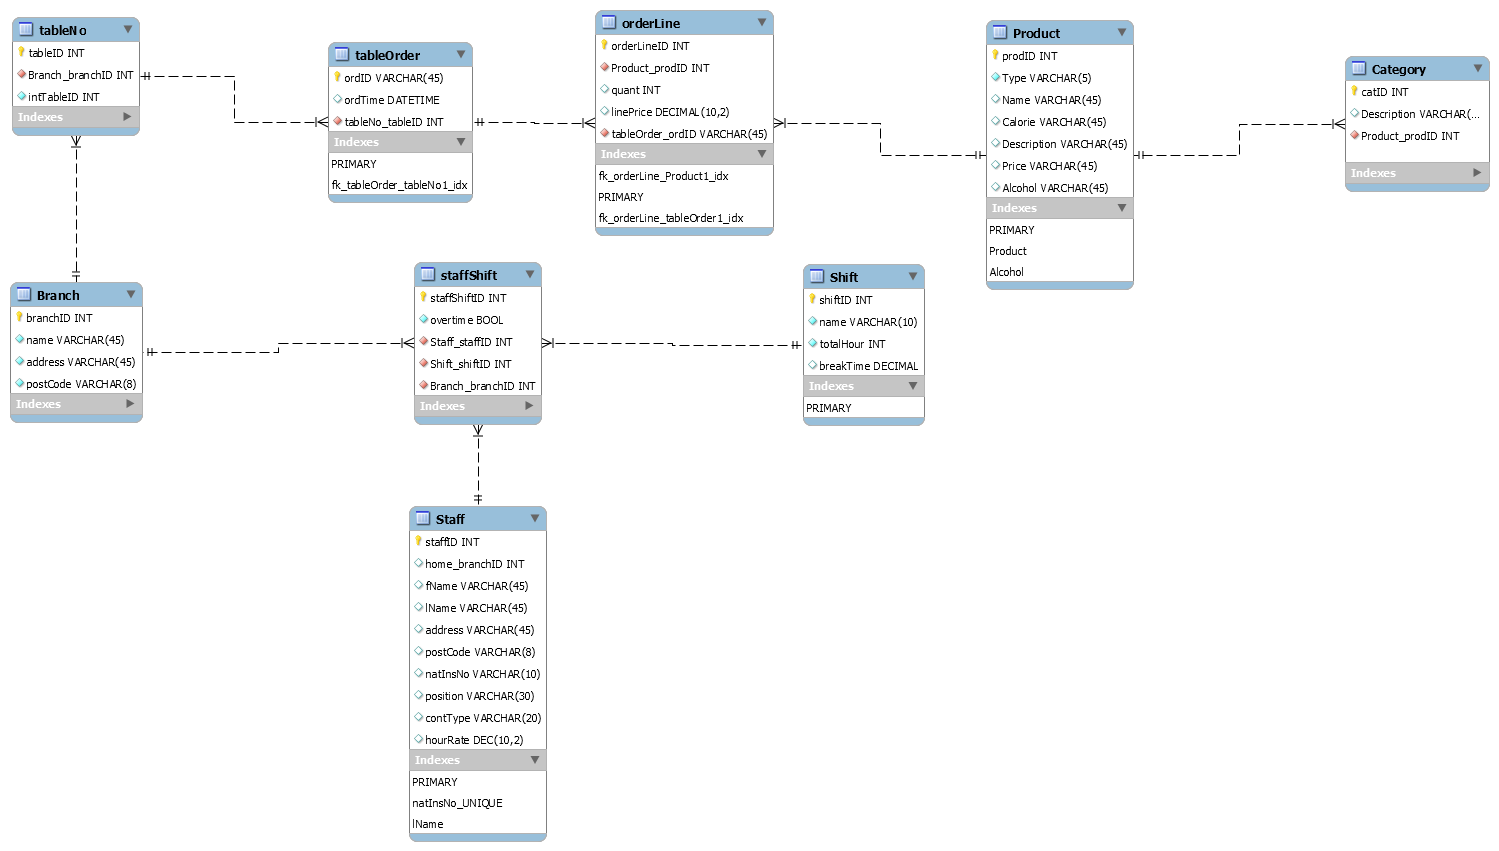 tableNo
tableID INT
Branch_branchID INT
intTableID INT
Indexes
tableOrder
ordID VARCHAR(45)
ordTime DATETIME
tableNo_tableID INT
Indexes
PRIMARY
fk_tableOrder_tableNo1_idx
orderLine
orderLineID INT
Product_prodID INT
quant INT
linePrice DECIMAL(10,2)
tableOrder_ordID VARCHAR(45)
Indexes
fk_orderLine_Product1_idx
PRIMARY
fk_orderLine_tableOrder1_idx
Product
prodID INT
Type VARCHAR(5)
Name VARCHAR(45)
Calorie VARCHAR(45)
Description VARCHAR(45)
Price VARCHAR(45)
Alcohol VARCHAR(45)
Indexes
PRIMARY
Product
Alcohol
Category
catID INT
Description VARCHAR(...
Product_prodID INT
Indexes
Branch
branchID INT
name VARCHAR(45)
address VARCHAR(45)
postCode VARCHAR(8)
Indexes
staffShift
staffShiftID INT
overtime BOOL
Staff_staffID INT
Shift_shiftID INT
Branch_branchID INT
Indexes
Shift
shiftID INT
name VARCHAR(10)
totalHour INT
breakTime DECIMAL
Indexes
PRIMARY
Staff
staffID INT
home_branchID INT
fName VARCHAR(45)
lName VARCHAR(45)
address VARCHAR(45)
postCode VARCHAR(8)
natInsNo VARCHAR(10)
position VARCHAR(30)
contType VARCHAR(20)
hourRate DEC(10,2)
Indexes
PRIMARY
natInsNo_UNIQUE
lName